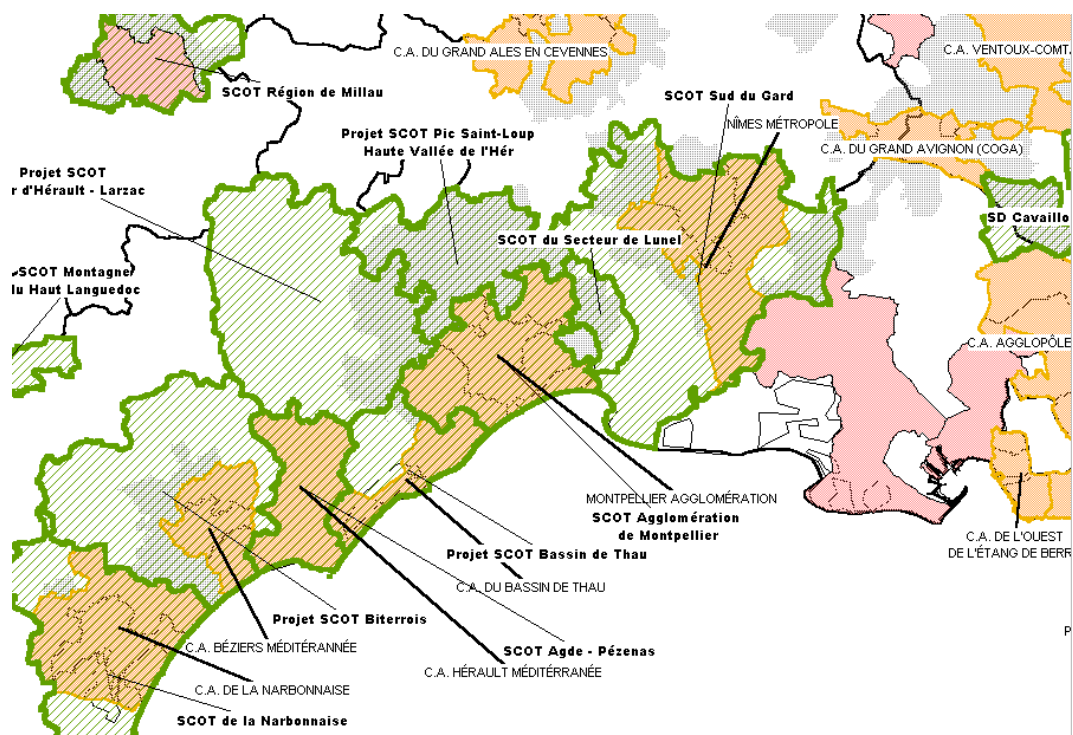 C.A. DU GRAND ALES EN CEVENNES
C.A. VENTOUX-COMT
SCOT Région de Millau
SCOT Sud du Gard
NÎMES MÉTROPOLE
Projet SCOT Pic Saint-Loup
Haute Vallée de l'Hér
C.A. DU GRAND AVIGNON (COGA)
Projet SCOT
r d'Hérault - Larzac
SD Cavaillo
SCOT du Secteur de Lunel
SCOT Montagne
lu Haut Languedoc
C.A. AGGLOPÔLE
MONTPELLIER AGGLOMÉRATION
SCOT Agglomération
de Montpellier
C.A. DE L'OUEST
DE L'ÉTANG DE BERR
Projet SCOT Bassin de Thau
C.A. DU BASSIN DE THAU
Projet SCOT Biterrois
P
C.A. BÉZIERS MÉDITÉRANNÉE
SCOT Agde - Pézenas
C.A. HÉRAULT MÉDITÉRRANÉE
C.A. DE LA NARBONNAISE
SCOT de la Narbonnaise